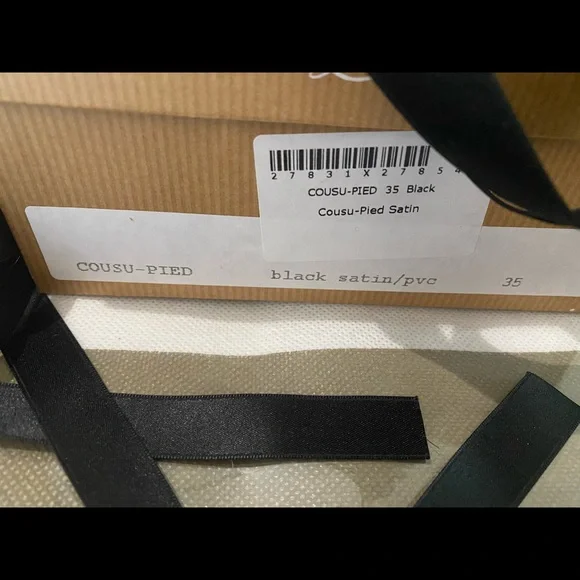 27831X27854
COUSU-PIED 35 Black
Cousu-Pied Satin
COUSU-PIED black satin/pvc 35